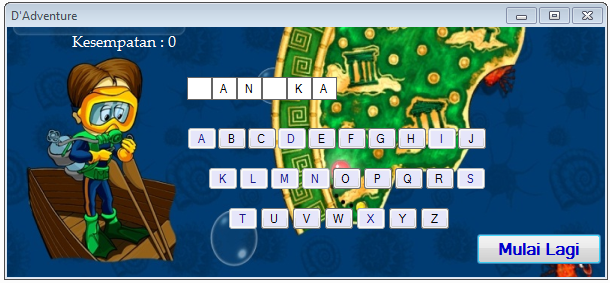 D'Adventure
Kesempatan : 0
A N K A
A B C D E F G H I J
K L M N O P Q R S
T U V W X Y Z
Mulai Lagi